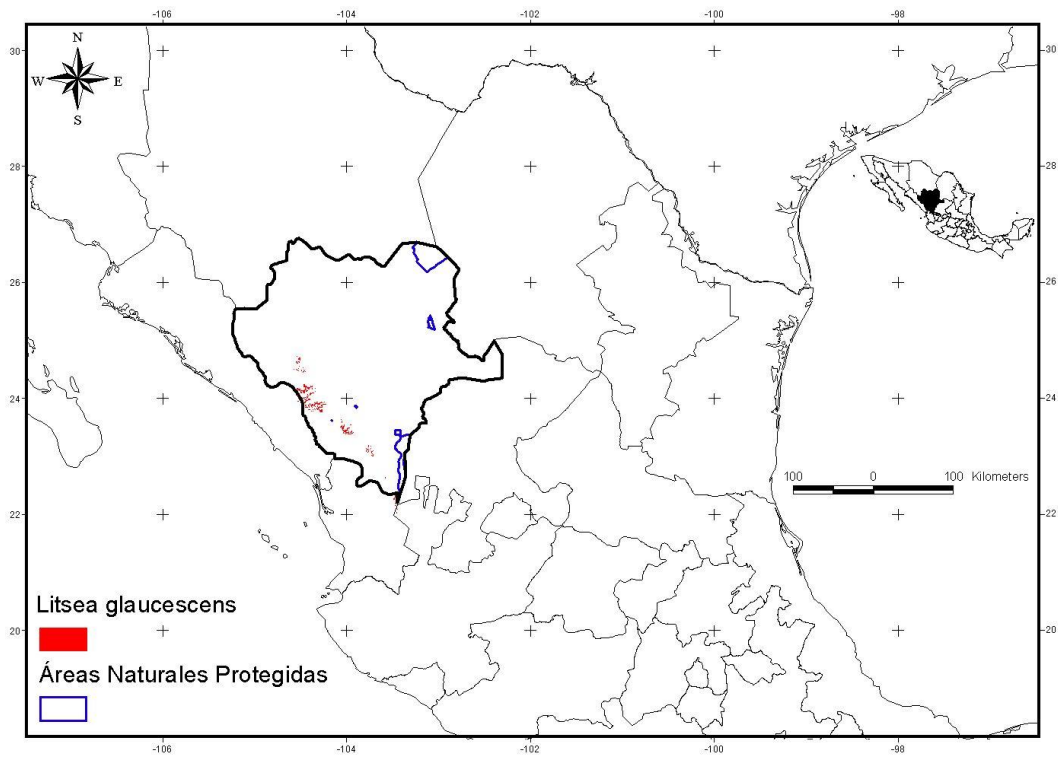 -106 -104 -102 -100 -98
30 30
N
W E
S
28 28
26 26
24 24
100 0 100 Kilometers
22 22
Litsea glaucescens
20 20
Áreas Naturales Protegidas
-106 -104 -102 -100 -98